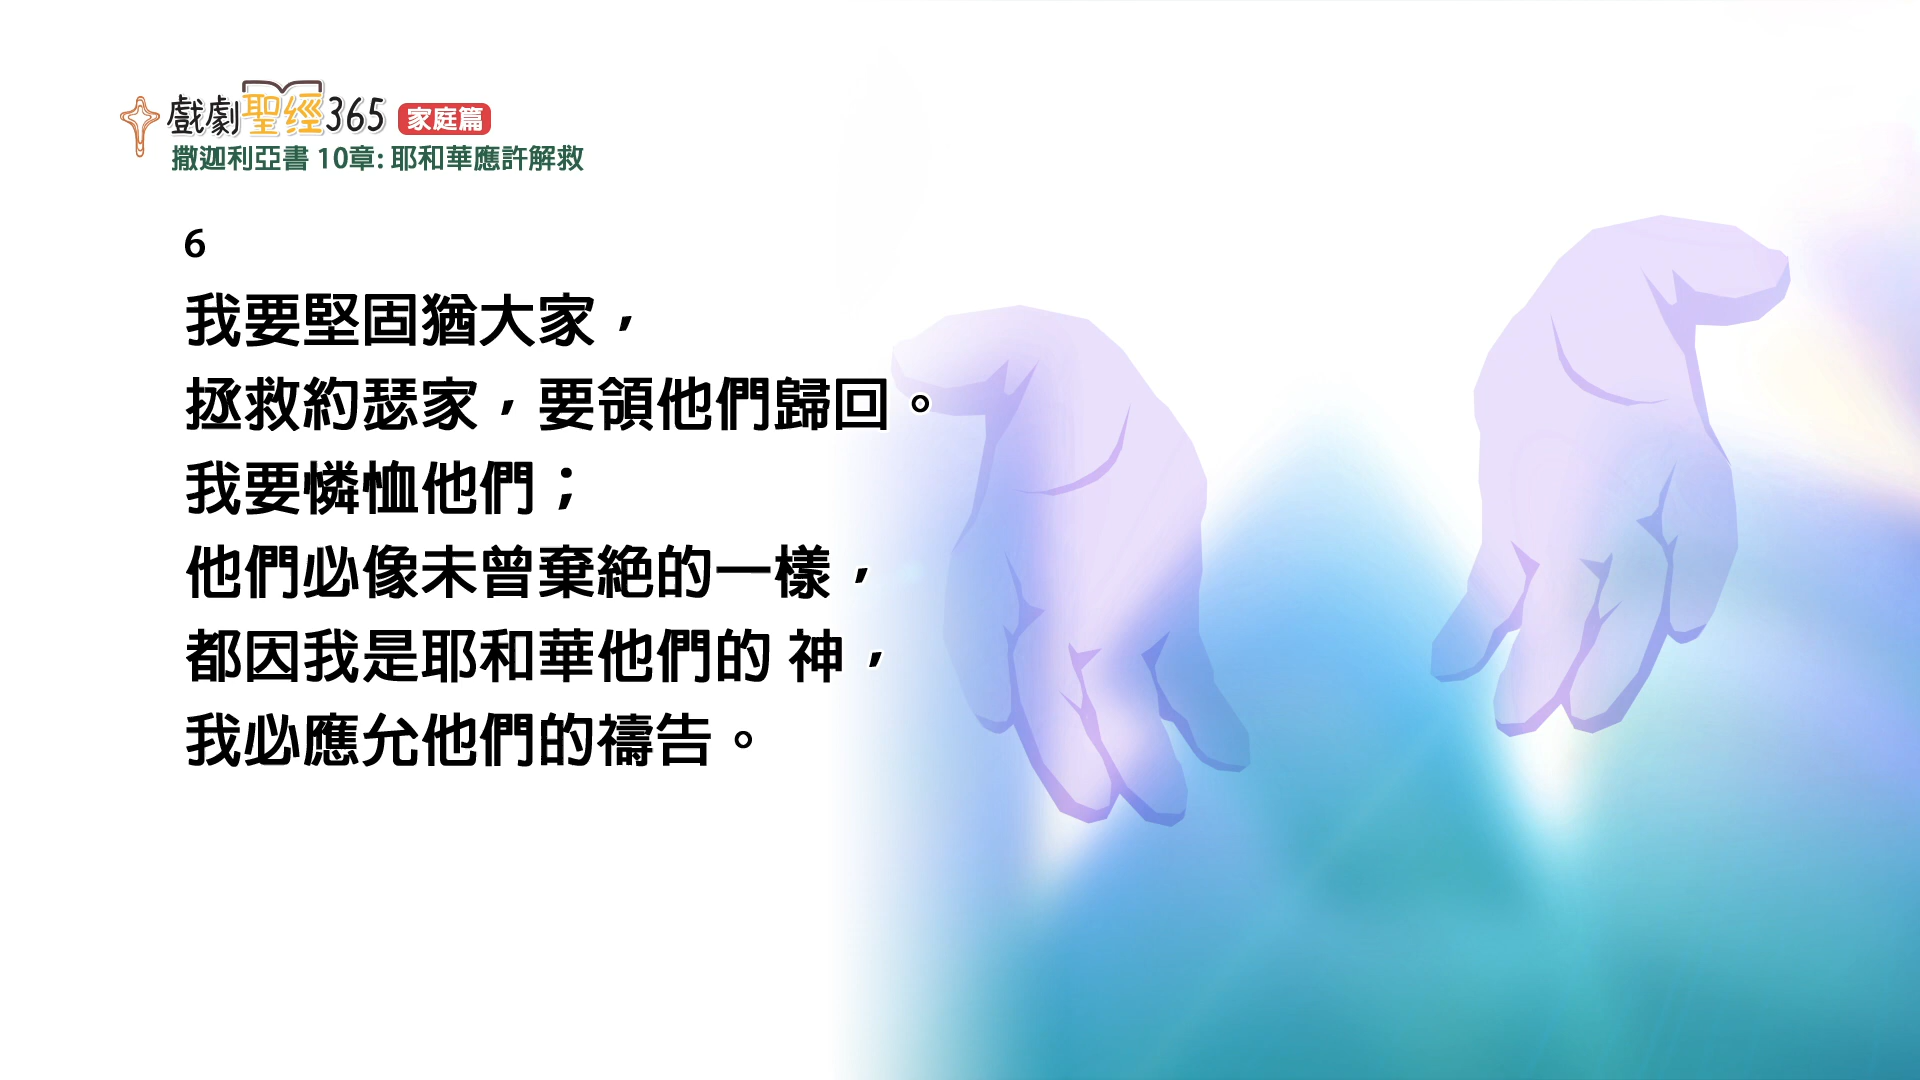 戲劇聖經365 家庭篇
撒迦利亞書 10章: 耶和華應許解救
6
我要堅固猶大家，
拯救約瑟家，要領他們歸回。
我要憐恤他們；
他們必像未曾棄絕的一樣，
都因我是耶和華他們的 神，
我必應允他們的禱告。